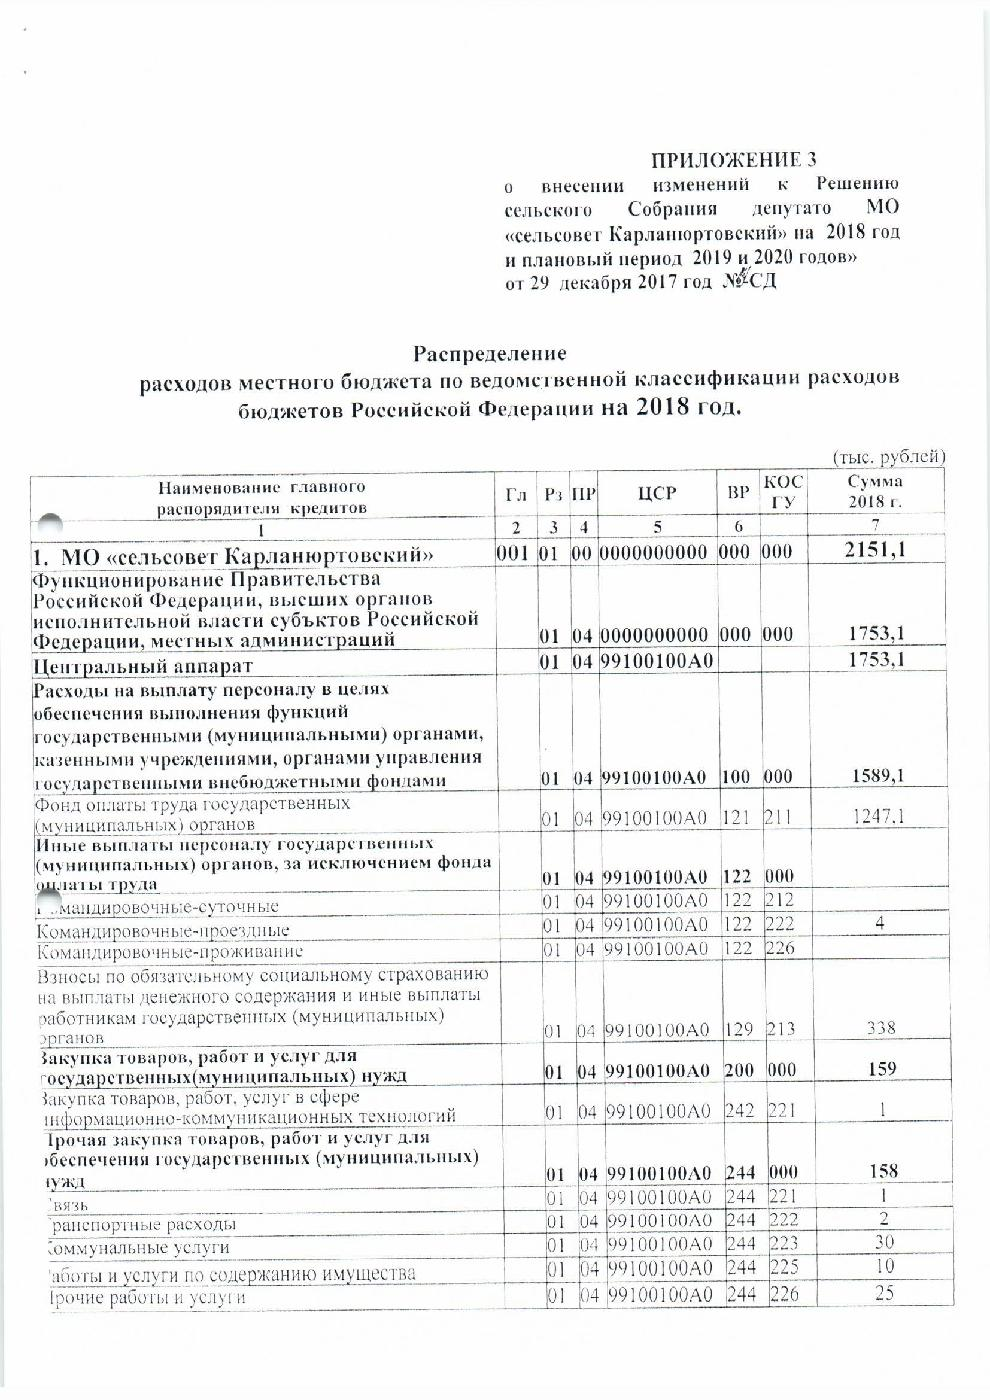 ПРИЛОЖЕНИЕ 3
о внесении изменений к Решению
сельского Собрания депутато МО
«сельсовет Карланюртовский» на 2018 год
и плановый период 2019 и 2020 годов»
от 29 декабря 2017 год № СД
Распределение
расходов местного бюджета по ведомственной классификации расходов
бюджетов Российской Федерации на 2018 год.
(тыс. рублей)
Наименование главного распорядителя кредитов Гл Рз ПР ЦСР ВР КОС ГУ Сумма 2018 г.
1 2 3 4 5 6 7
1. МО «сельсовет Карланюртовский» 001 01 00 0000000000 000 000 2151,1
Функционирование Правительства
Российской Федерации, высших органов
исполнительной власти субъктов Российской
Федерации, местных администраций 01 04 0000000000 000 000 1753,1
Центральный аппарат 01 04 99100100А0 1753,1
Расходы на выплату персоналу в целях
обеспечения выполнения функций
государственными (муниципальными) органами,
казенными учреждениями, органами управления
государственными внебюджетными фондами 01 04 99100100А0 100 000 1589,1
Фонд оплаты труда государственных
(муниципальных) органов 01 04 99100100А0 121 211 1247,1
Иные выплаты персоналу государственных
(муниципальных) органов, за исключением фонда
оплаты труда 01 04 99100100А0 122 000
мандировочные-суточные 01 04 99100100А0 122 212
Командировочные-проездные 01 04 99100100А0 122 222 4
Командировочные-проживание 01 04 99100100А0 122 226
Взносы по обязательному социальному страхованию
на выплаты денежного содержания и иные выплаты
работникам государственных (муниципальных)
органов 01 04 99100100А0 129 213 338
Закупка товаров, работ и услуг для
государственных(муниципальных) нужд 01 04 99100100А0 200 000 159
Закупка товаров, работ, услуг в сфере
информационно-коммуникационных технологий 01 04 99100100А0 242 221 1
Прочая закупка товаров, работ и услуг для
обеспечения государственных (муниципальных)
нужд 01 04 99100100А0 244 000 158
вязь 01 04 99100100А0 244 221 1
ранспортные расходы 01 04 99100100А0 244 222 2
Коммунальные услуги 01 04 99100100А0 244 223 30
аботы и услуги по содержанию имущества 01 04 99100100А0 244 225 10
Прочие работы и услуги 01 04 99100100А0 244 226 25